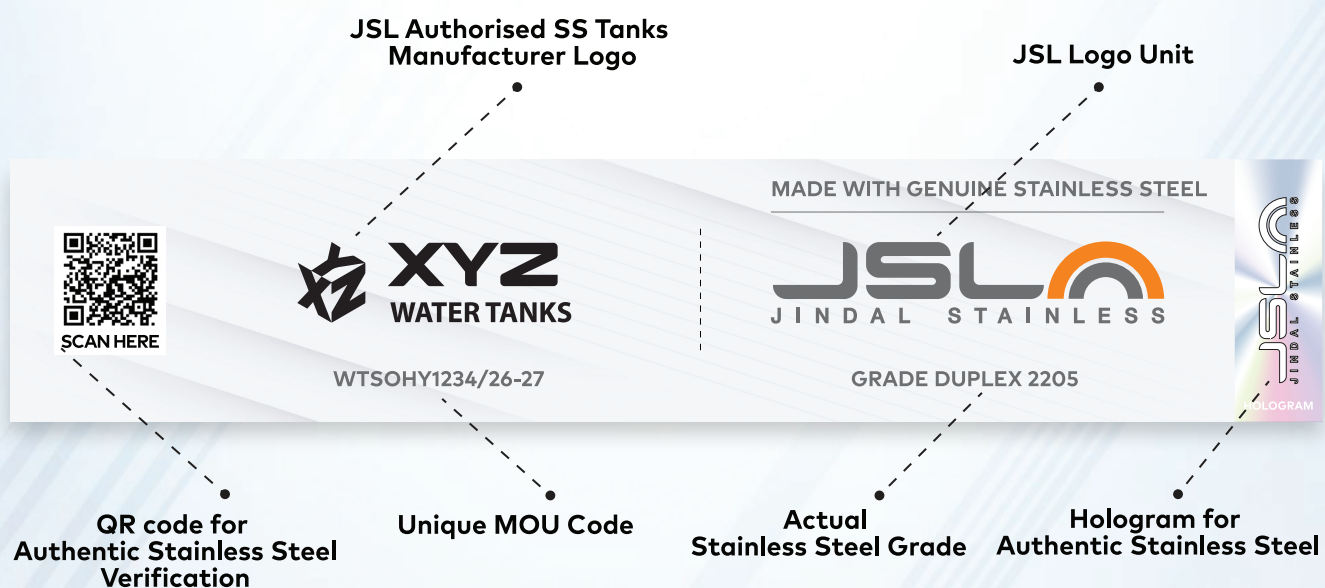 JSL Authorised SS Tanks
Manufacturer Logo
JSL Logo Unit
MADE WITH GENUINE STAINLESS STEEL
SCAN HERE
XYZ
XYZ
WATER TANKS
WTSOHY1234/26-27
JSL
JINDAL STAINLESS
GRADE DUPLEX 2205
JSL
JINDAL STAINLESS
HOLOGRAM
QR code for
Authentic Stainless Steel
Verification
Unique MOU Code
Actual
Stainless Steel Grade
Hologram for
Authentic Stainless Steel